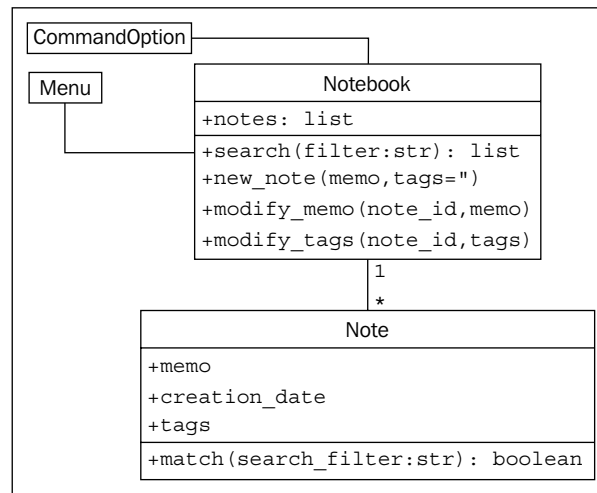 CommandOption
Menu
Notebook
+notes: list
+search(filter:str): list
+new_note(memo,tags=")
+modify_memo(note_id,memo)
+modify_tags(note_id,tags)
1
*
Note
+memo
+creation_date
+tags
+match(search_filter:str): boolean